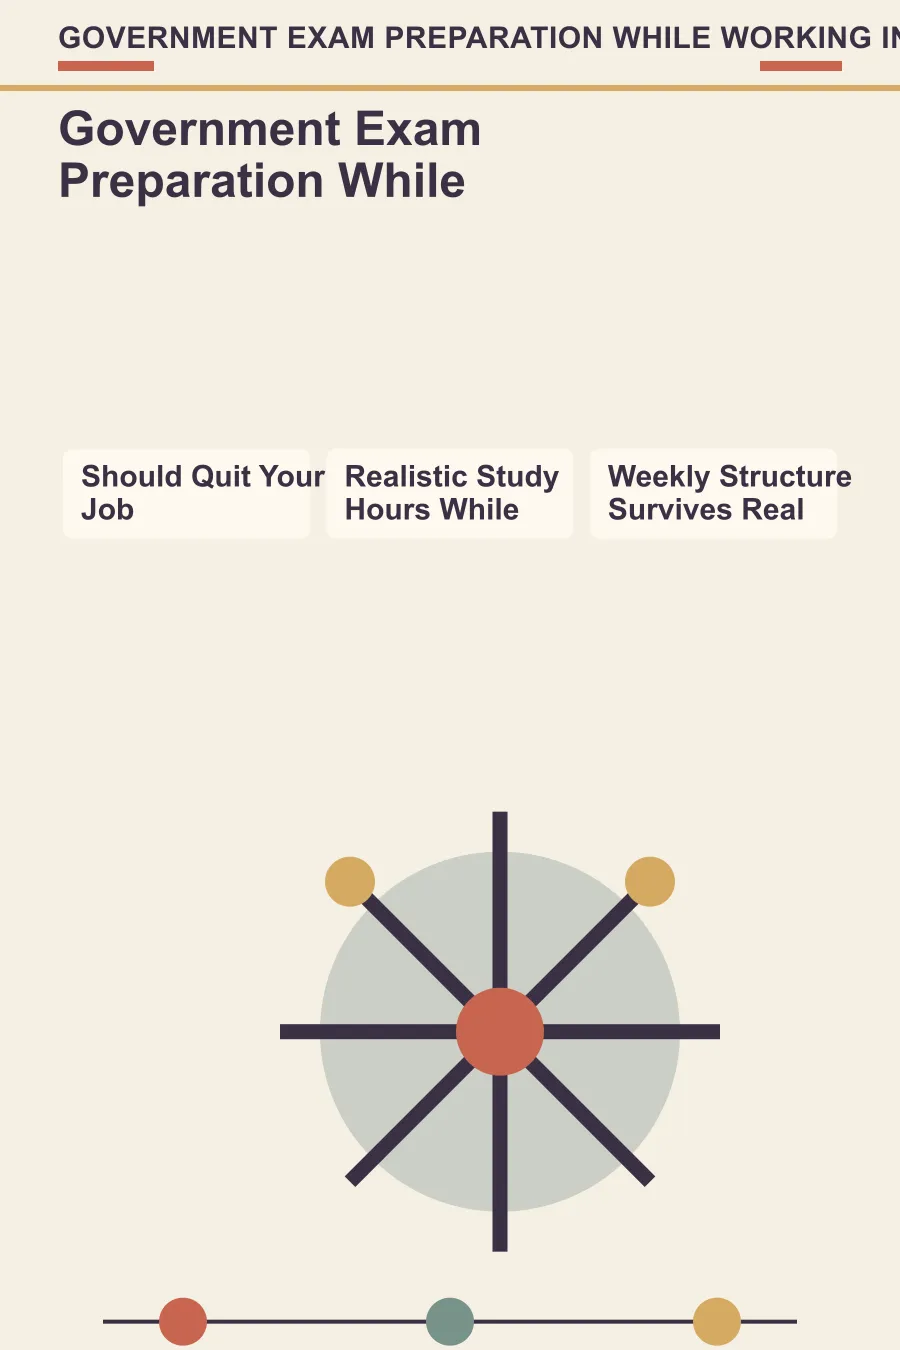 GOVERNMENT EXAM PREPARATION WHILE WORKING IN
Government Exam
Preparation While
Should Quit Your
Job
Realistic Study
Hours While
Weekly Structure
Survives Real